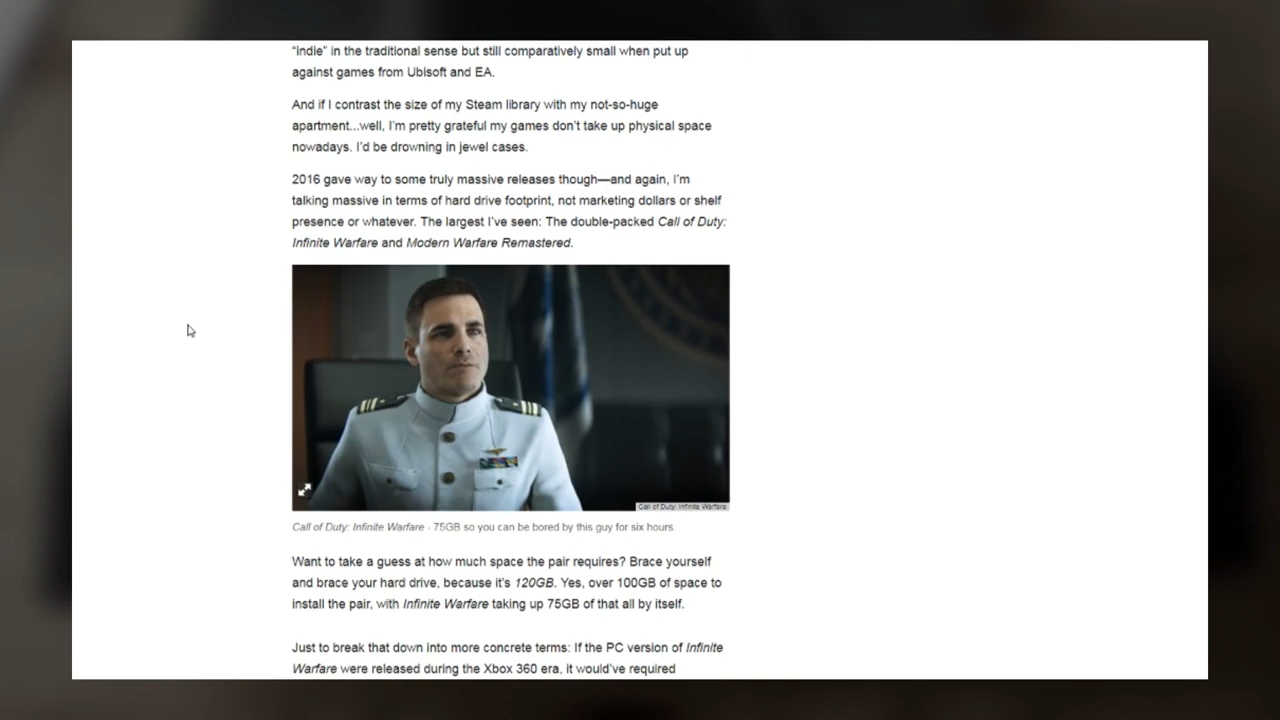 “indie” in the traditional sense but still comparatively small when put up
against games from Ubisoft and EA.
And if I contrast the size of my Steam library with my not-so-huge
apartment...well, I’m pretty grateful my games don’t take up physical space
nowadays. I’d be drowning in jewel cases.
2016 gave way to some truly massive releases though—and again, I’m
talking massive in terms of hard drive footprint, not marketing dollars or shelf
presence or whatever. The largest I’ve seen: The double-packed Call of Duty:
Infinite Warfare and Modern Warfare Remastered.
Call of Duty: Infinite Warfare
Call of Duty: Infinite Warfare - 75GB so you can be bored by this guy for six hours.
Want to take a guess at how much space the pair requires? Brace yourself
and brace your hard drive, because it’s 120GB. Yes, over 100GB of space to
install the pair, with Infinite Warfare taking up 75GB of that all by itself.
Just to break that down into more concrete terms: If the PC version of Infinite
Warfare were released during the Xbox 360 era, it would’ve required